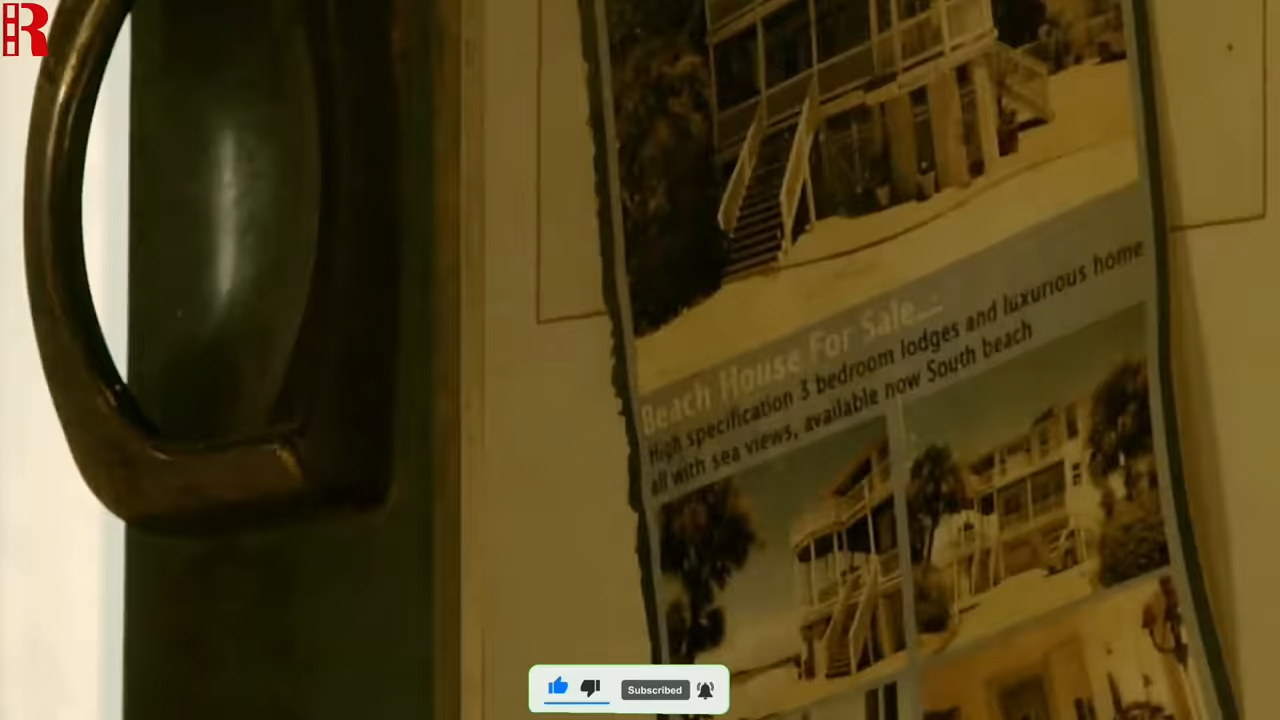 R
Beach House For Sale...
High specification 3 bedroom lodges and luxurious home
all with sea views, available now South beach
Subscribed